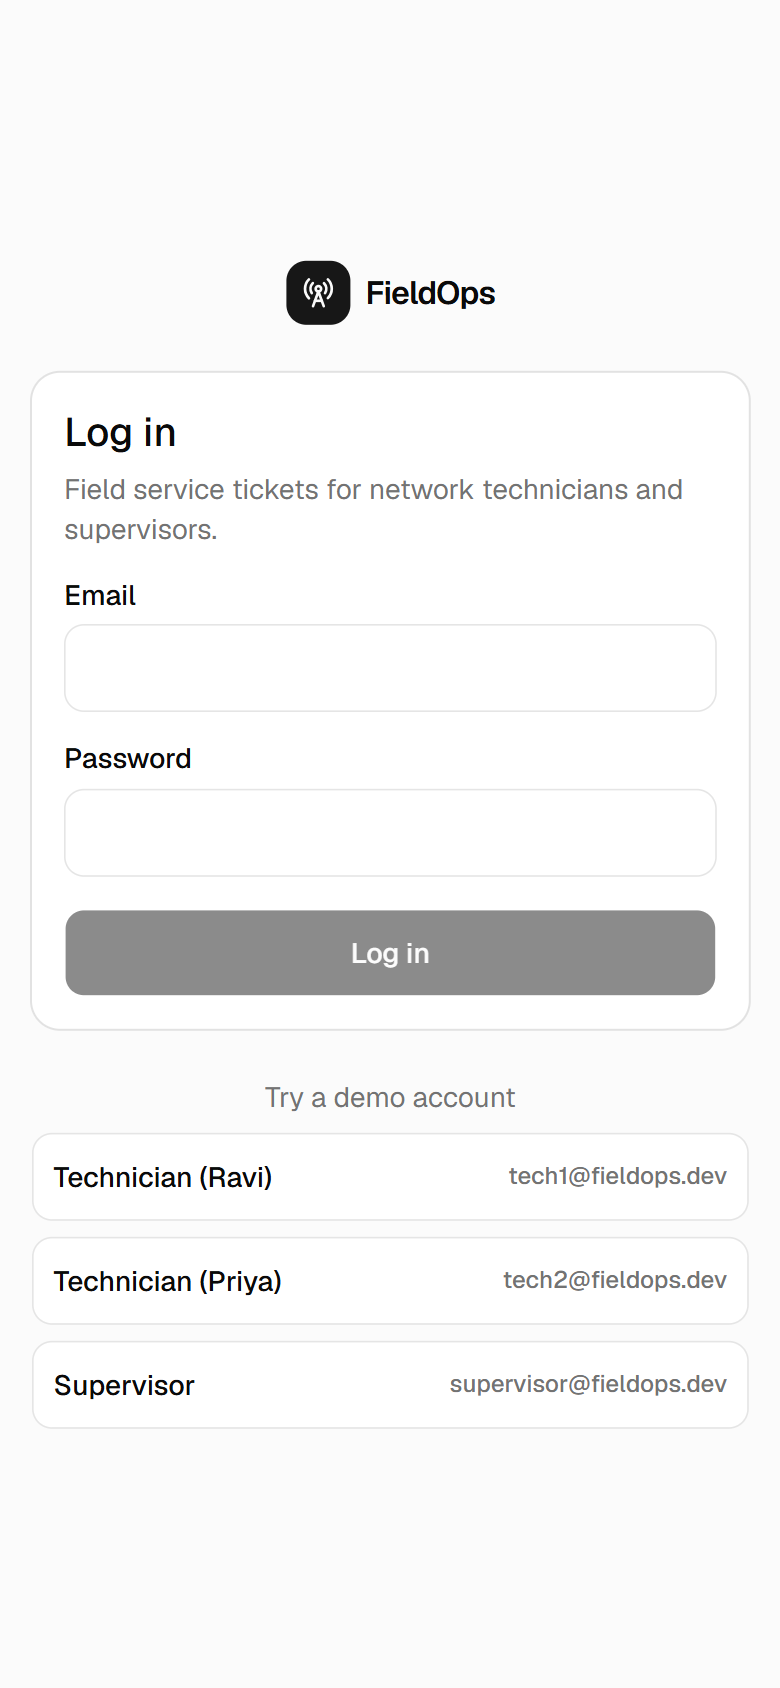 FieldOps
Log in
Field service tickets for network technicians and
supervisors.
Email
Password
Log in
Try a demo account
Technician (Ravi) tech1@fieldops.dev
Technician (Priya) tech2@fieldops.dev
Supervisor supervisor@fieldops.dev